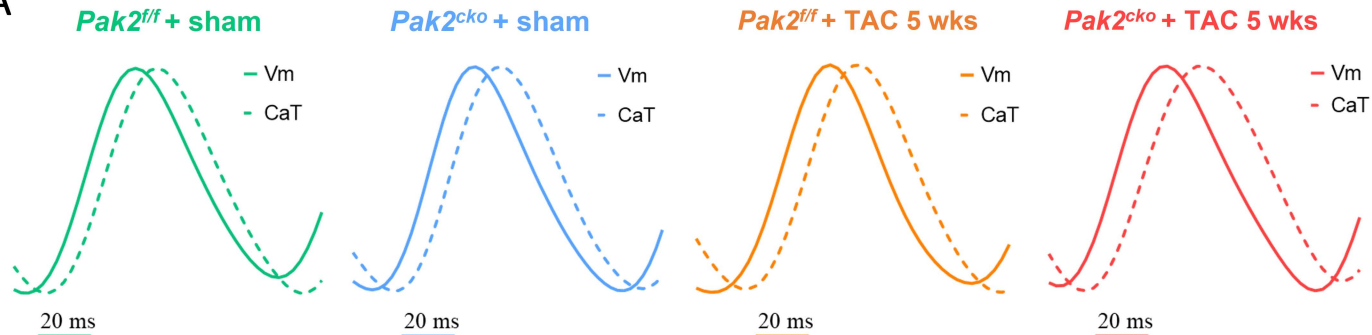 A
Pak2f/f + sham
Vm
CaT
20 ms
Pak2cko + sham
Vm
CaT
20 ms
Pak2f/f + TAC 5 wks
Vm
CaT
20 ms
Pak2cko + TAC 5 wks
Vm
CaT
20 ms